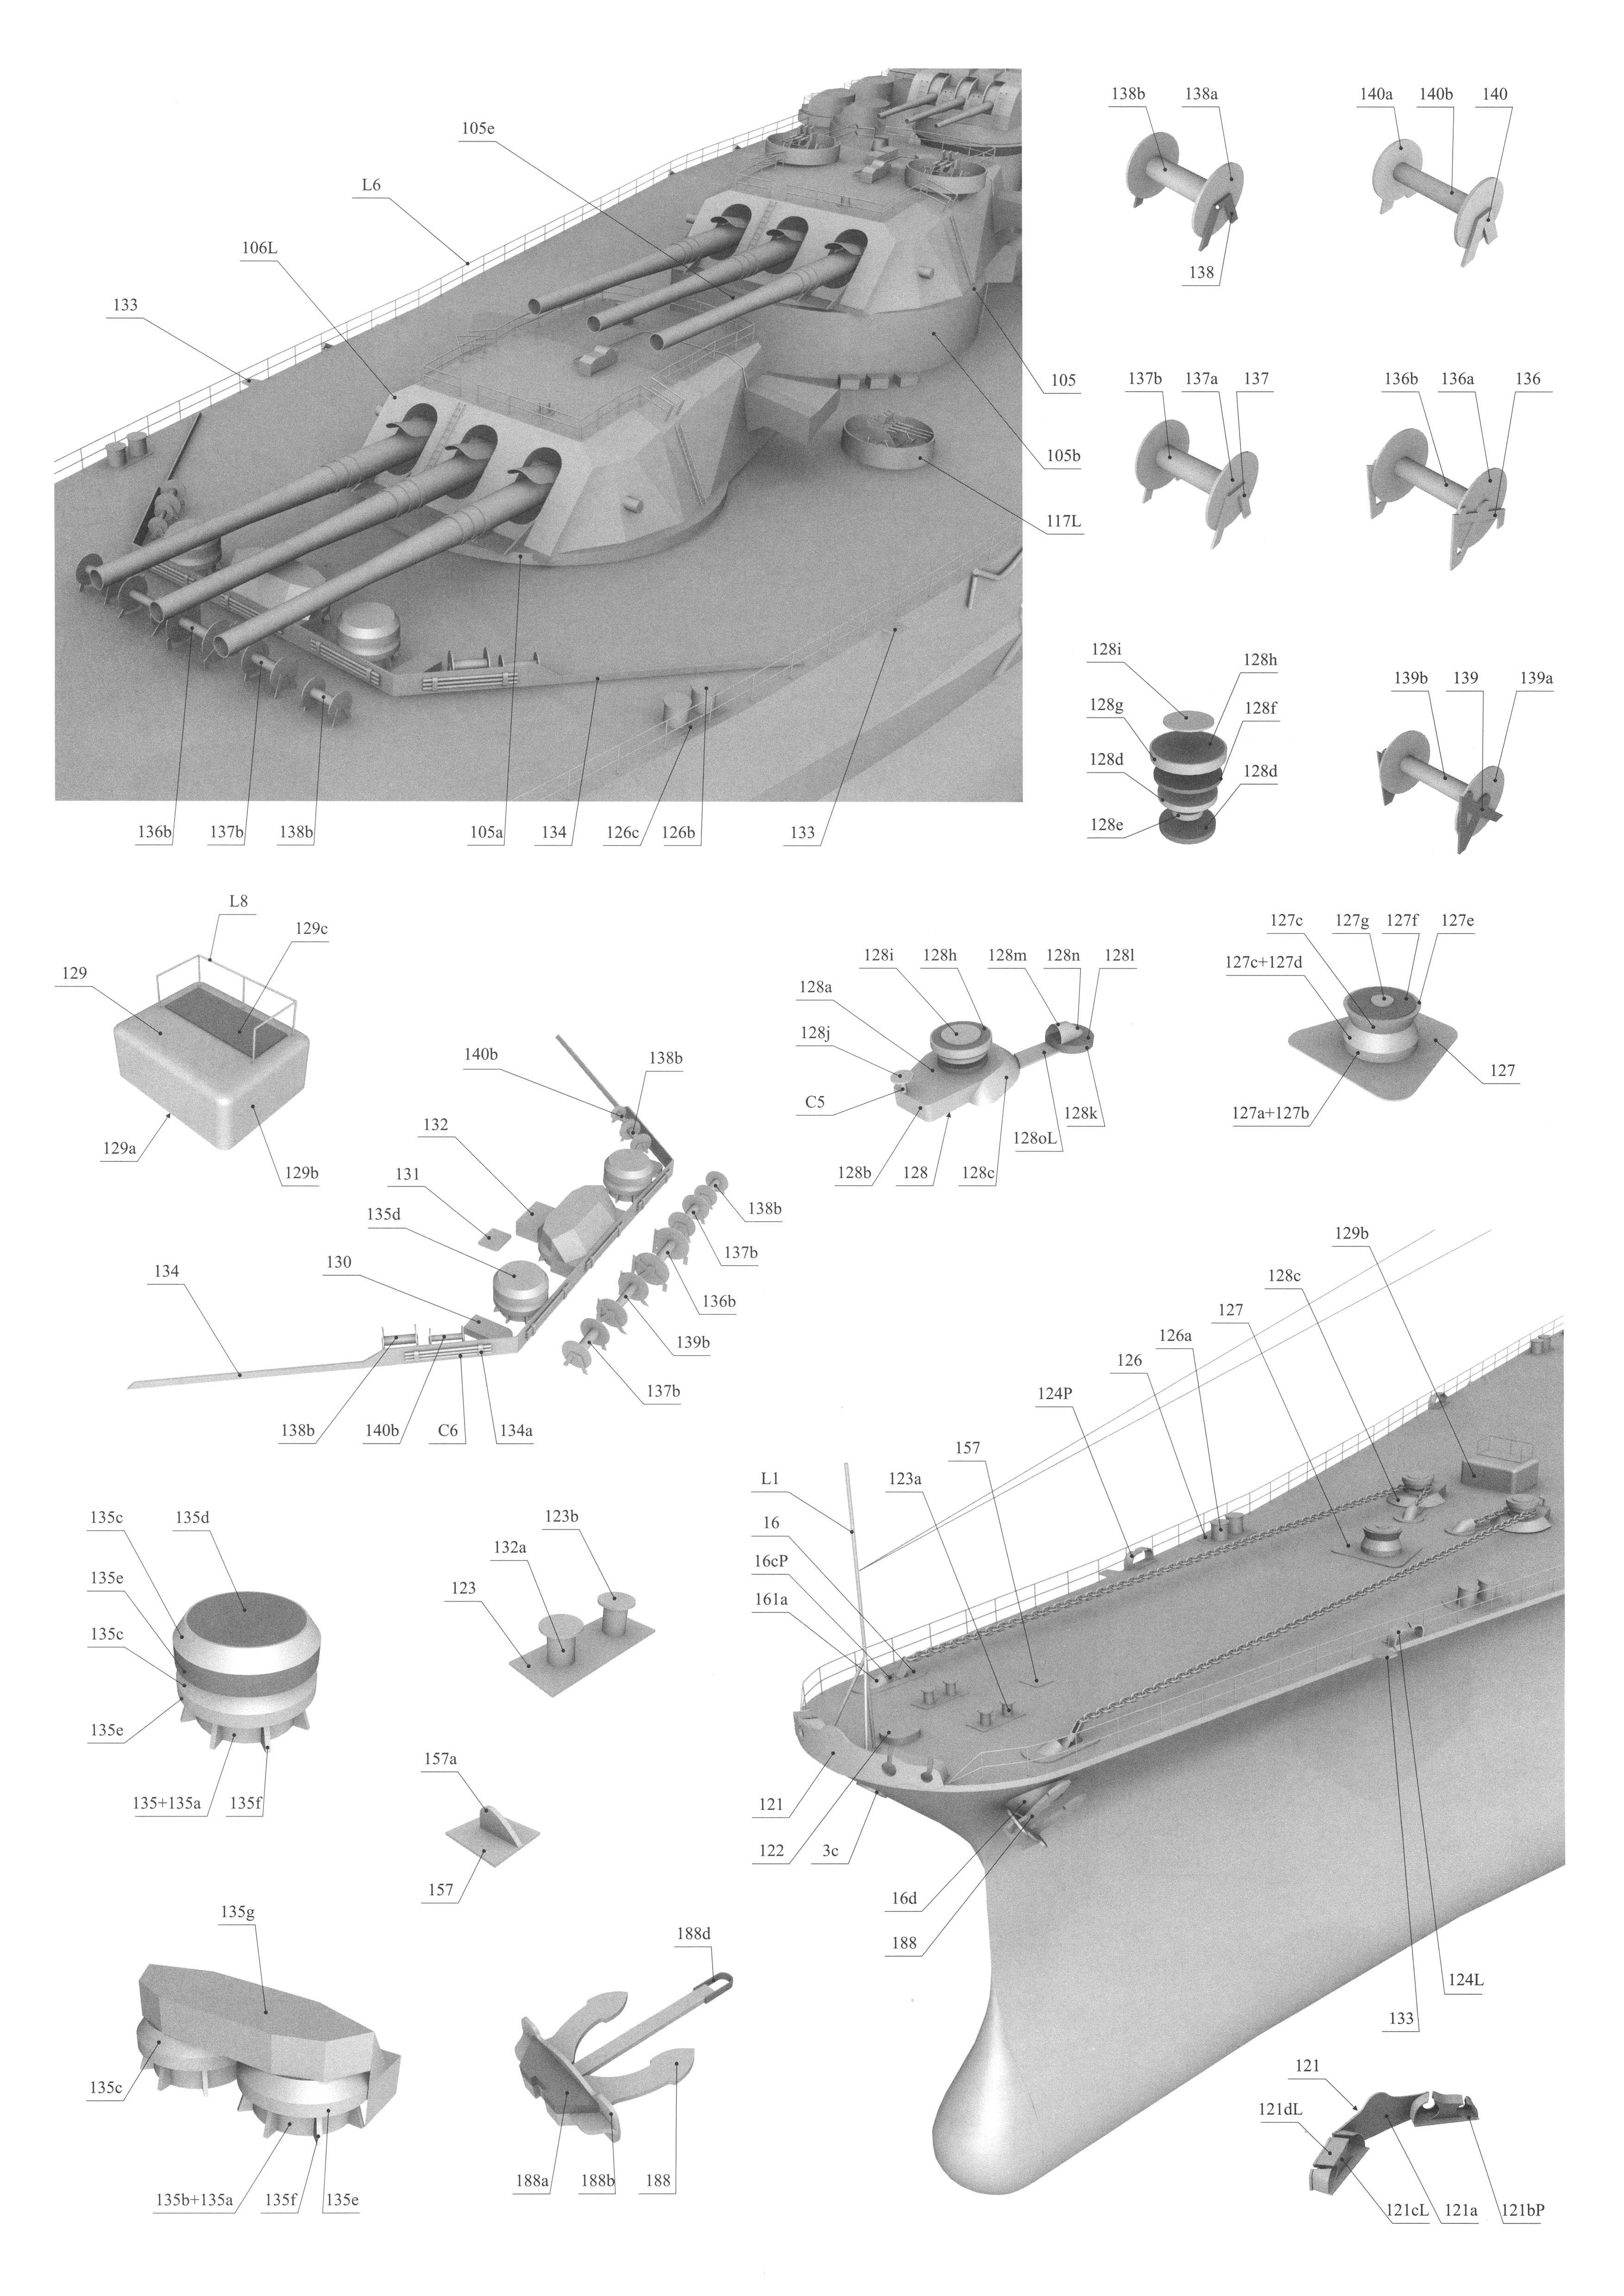 138b 138a 140a 140b 140
105e
L6
106L
138
133
105
137b 137a 137 136b 136a 136
105b
117L
128i 128h
128g 128f
139b 139 139a
128d 128d
128e
136b 137b 138b 105a 134 126c 126b 133
L8
129c
129
127c 127g 127f 127e
128i 128h 128m 128n 128l
127c+127d
128a
128j
140b 138b
C5
127
132
128k 127a+127b
129a
128oL
129b
131
128b 128 128c
135d
138b
137b
129b
130
134
128c
136b
127
139b
126a
126
137b
124P
138b 140b C6 134a
157
L1 123a
135c 135d 123b
16
132a
16cP
135e
123
161a
135c
135e
157a
135+135a 135f
121
122 3c
157
16d
135g
188d
188
124L
133
135c
121
121dL
188a 188b 188
135b+135a 135f 135e
121cL 121a 121bP